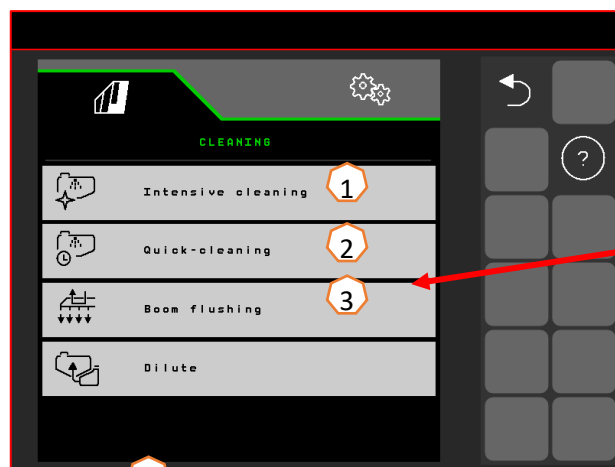 CLEANING
Intensive cleaning 1
?
Quick-cleaning 2
Boom flushing 3
Dilute